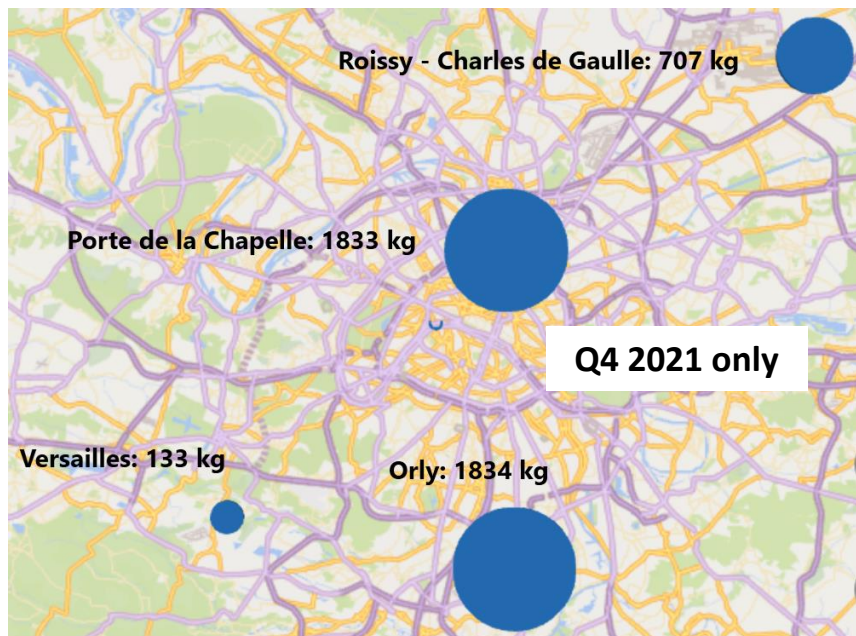 Roissy - Charles de Gaulle: 707 kg
Porte de la Chapelle: 1833 kg
Q4 2021 only
Versailles: 133 kg
Orly: 1834 kg